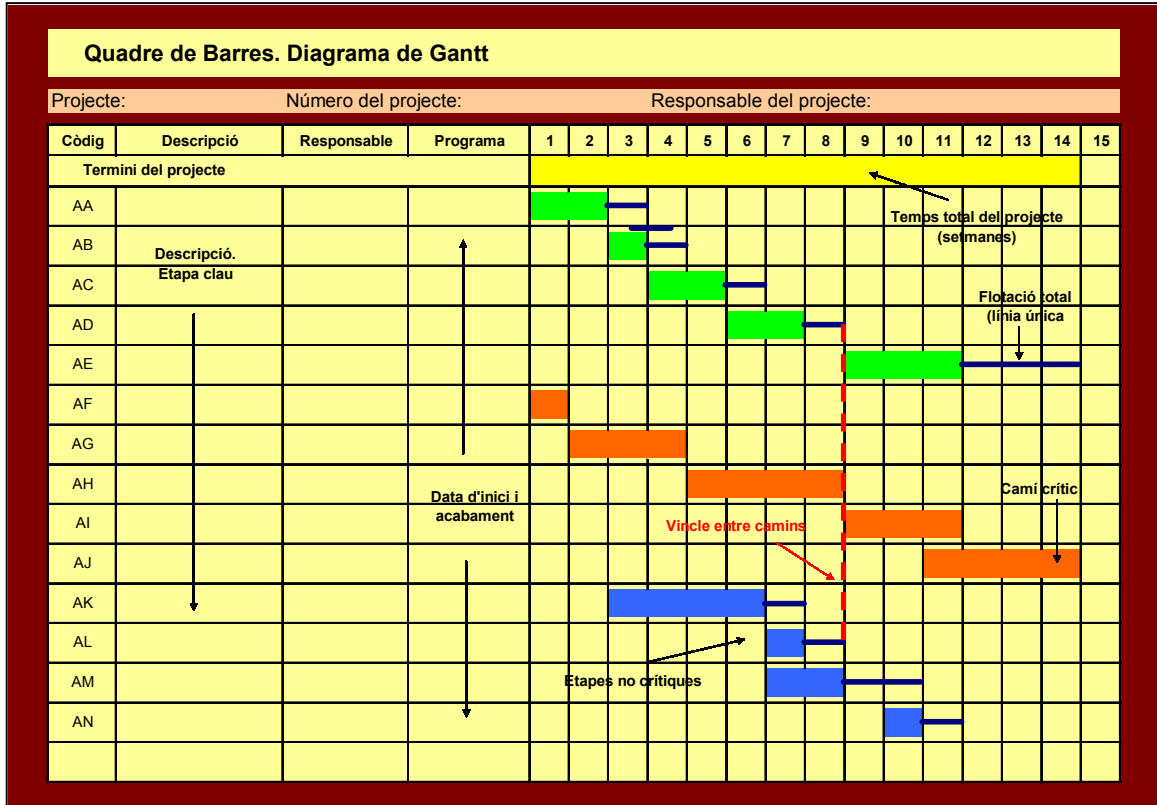 Quadre de Barres. Diagrama de Gantt
Projecte: Número del projecte: Responsable del projecte:
Còdig Descripció Responsable Programa 1 2 3 4 5 6 7 8 9 10 11 12 13 14 15
Termini del projecte
AA
Temps total del projecte
(setmanes)
AB
Descripció.
Etapa clau
AC
Flotació total
(línia única
AD
AE
AF
AG
AH
Camí crític
Data d'inici i
acabament
AI
Vincle entre camins
AJ
AK
AL
AM
Etapes no crítiques
AN